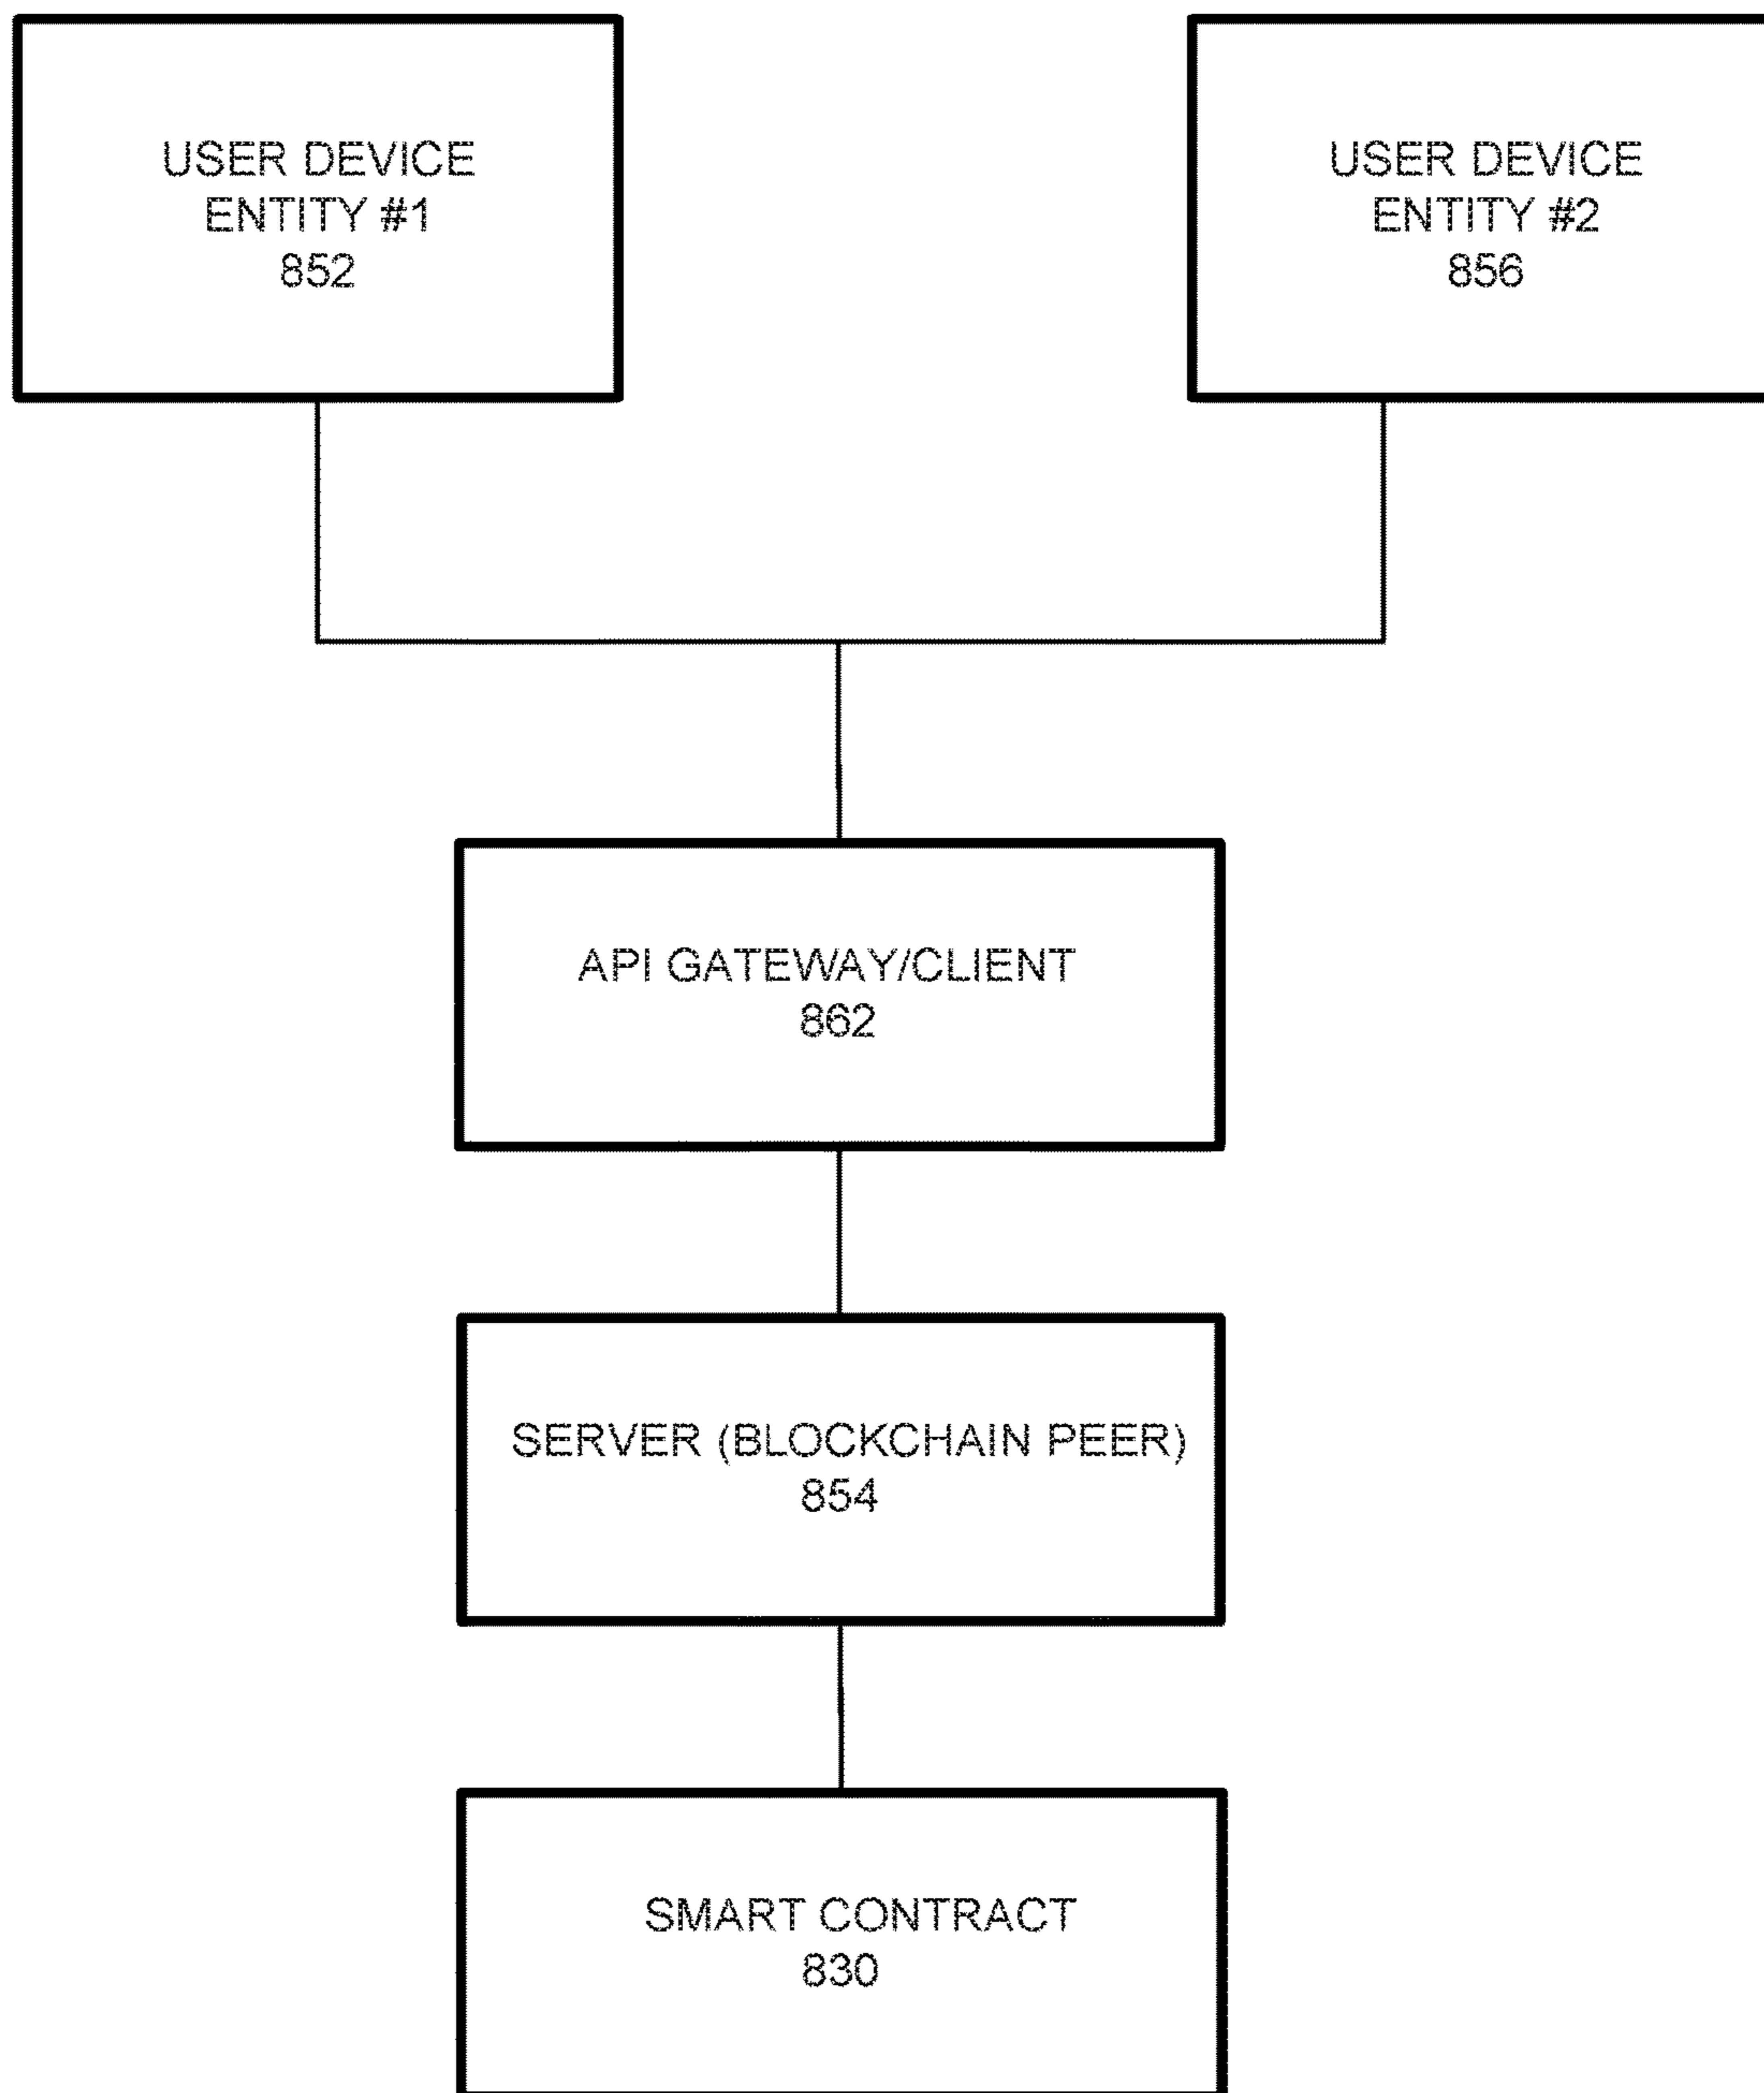 USER DEVICE
ENTITY #1
852
USER DEVICE
ENTITY #2
856
API GATEWAY/CLIENT
862
SERVER (BLOCKCHAIN PEER)
854
SMART CONTRACT
830